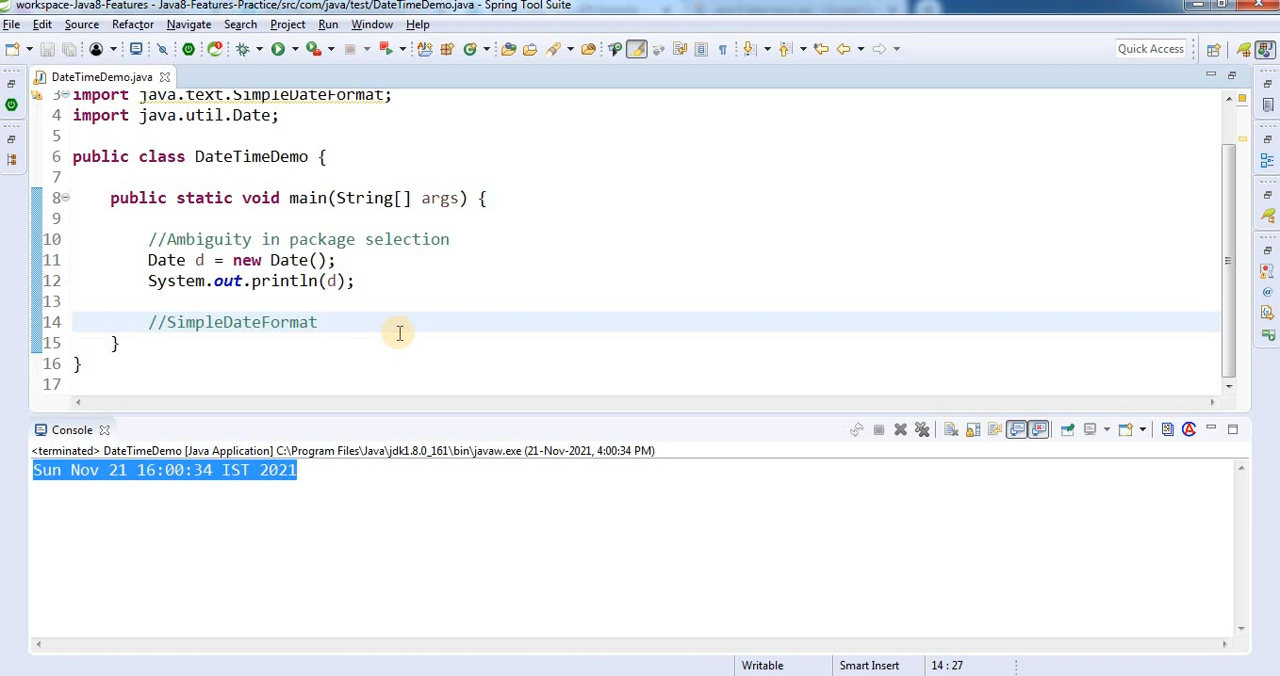 workspace-Java8-Features - Java8-Features-Practice/src/com/java/test/DateTimeDemo.java - Spring Tool Suite
File Edit Source Refactor Navigate Search Project Run Window Help
Quick Access
DateTimeDemo.java
3 import java.text.SimpleDateFormat;
4 import java.util.Date;
5
6 public class DateTimeDemo {
7
8 public static void main(String[] args) {
9
10 //Ambiguity in package selection
11 Date d = new Date();
12 System.out.println(d);
13
14 //SimpleDateFormat
15 }
16 }
17
Console
<terminated> DateTimeDemo [Java Application] C:\Program Files\Java\jdk1.8.0_161\bin\javaw.exe (21-Nov-2021, 4:00:34 PM)
Sun Nov 21 16:00:34 IST 2021
Writable Smart Insert 14 : 27